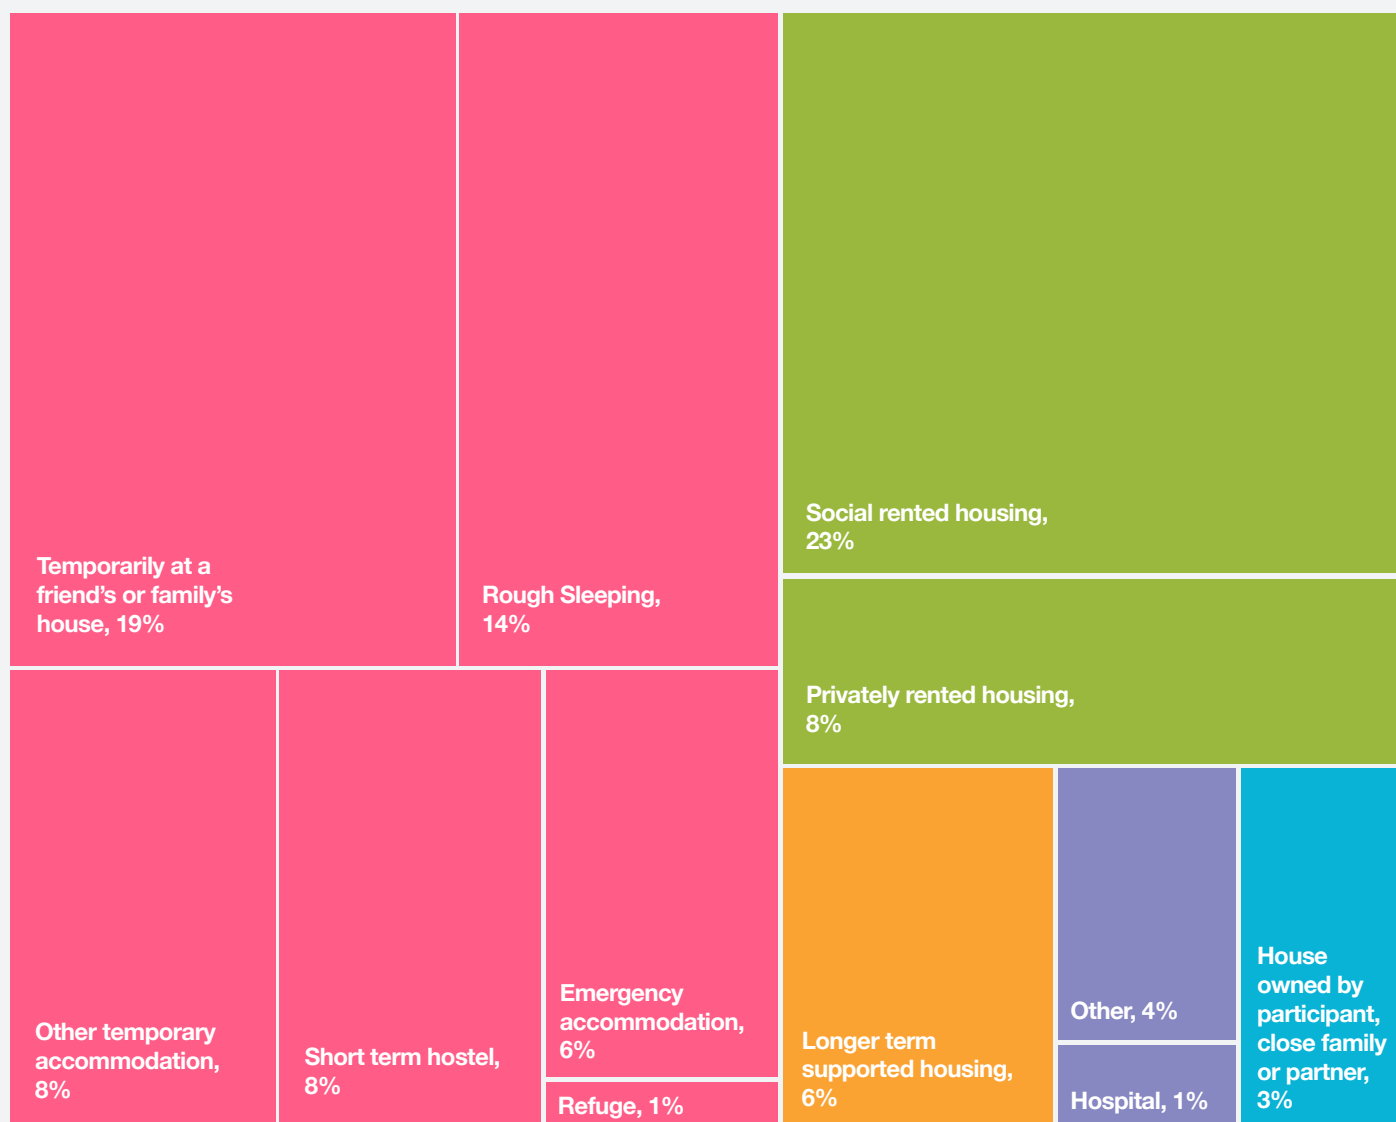 Temporarily at a
friend’s or family’s
house, 19%
Rough Sleeping,
14%
Social rented housing,
23%
Privately rented housing,
8%
Other temporary
accommodation,
8%
Short term hostel,
8%
Emergency
accommodation,
6%
Refuge, 1%
Longer term
supported housing,
6%
Other, 4%
Hospital, 1%
House
owned by
participant,
close family
or partner,
3%